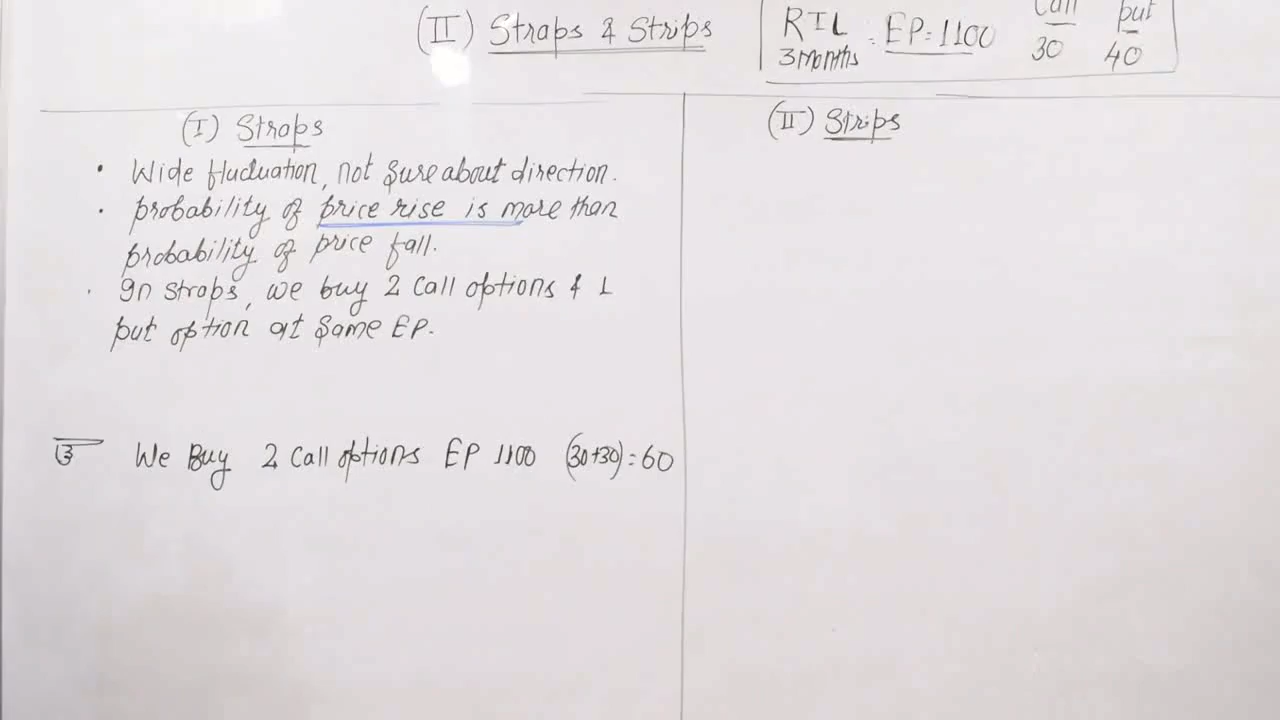 (II) Straps & Strips
RIL EP=1100 Call put
3 Months : 30 40
(I) Straps
• Wide fluctuation, not sure about direction.
• probability of price rise is more than
probability of price fall.
• In straps, we buy 2 call options & 1
put option at same EP.
We Buy 2 Call options EP 1100 (30+30) = 60
(II) Strips